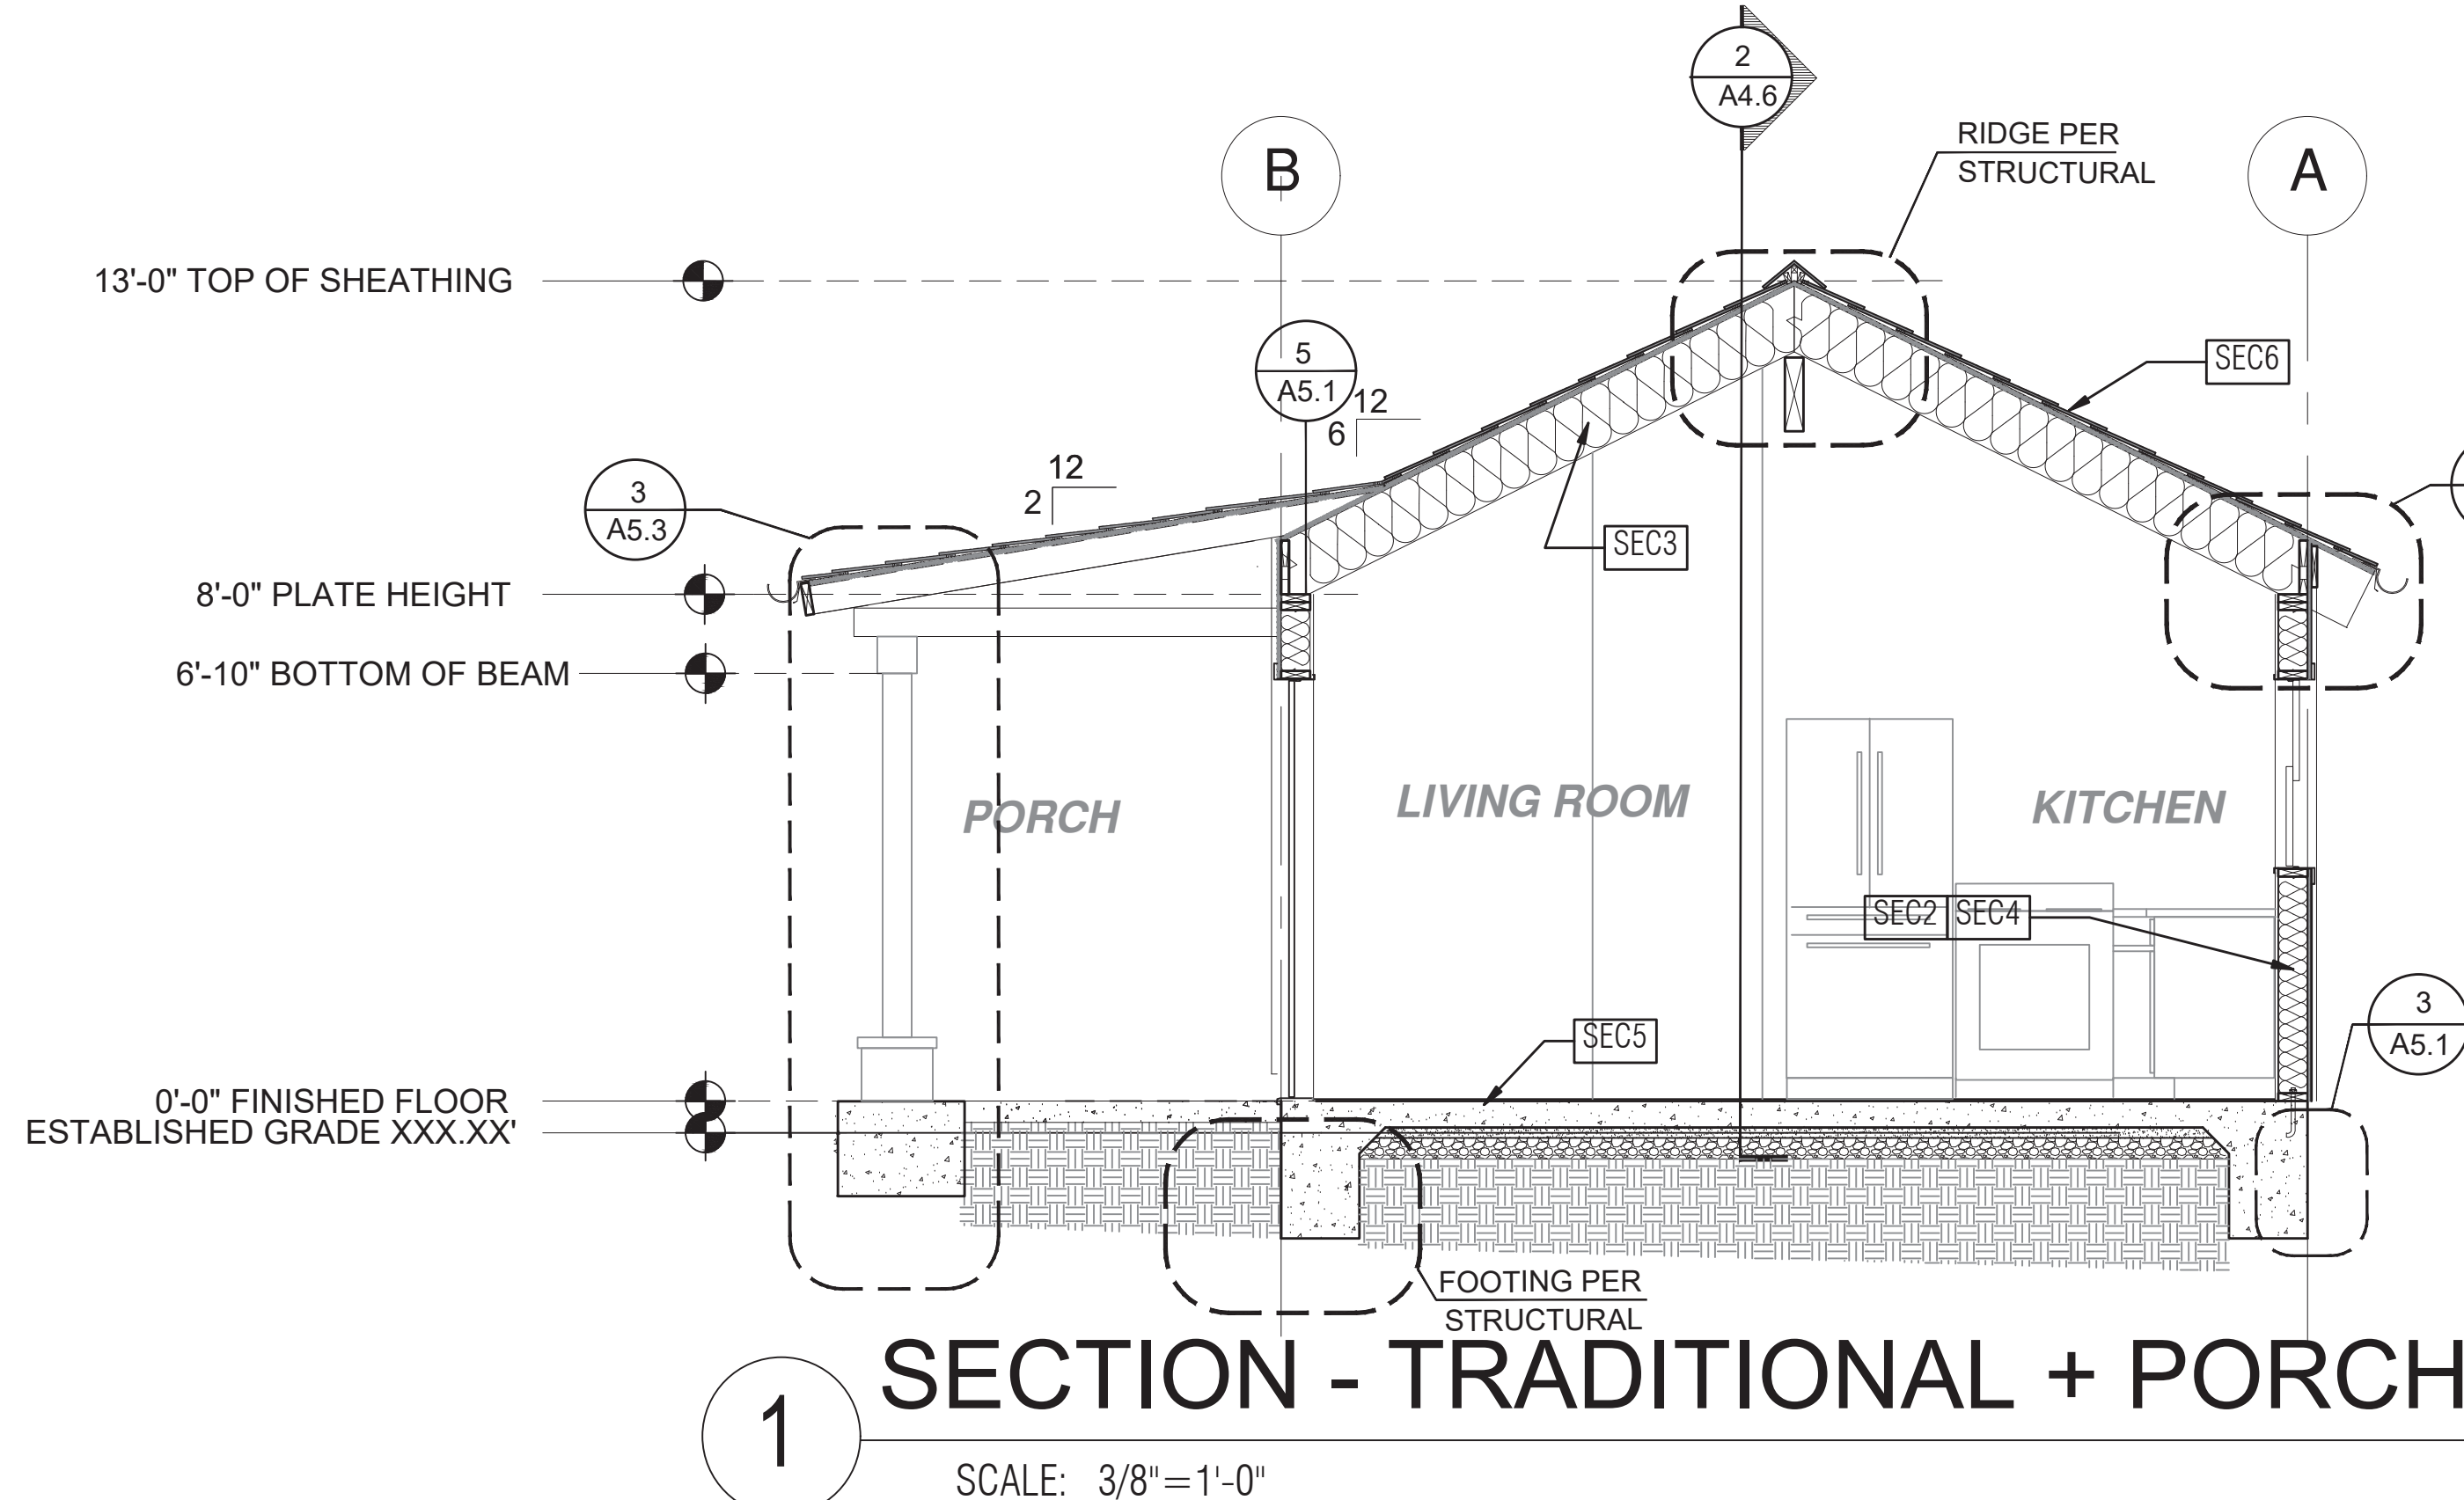 2
A4.6
RIDGE PER
STRUCTURAL
B
A
13'-0" TOP OF SHEATHING
5
A5.1
SEC6
12
6
12
2
3
A5.3
SEC3
8'-0" PLATE HEIGHT
6'-10" BOTTOM OF BEAM
PORCH
LIVING ROOM
KITCHEN
SEC2
SEC4
3
A5.1
SEC5
0'-0" FINISHED FLOOR
ESTABLISHED GRADE XXX.XX'
FOOTING PER
STRUCTURAL
1
SECTION - TRADITIONAL + PORCH
SCALE: 3/8"=1'-0"